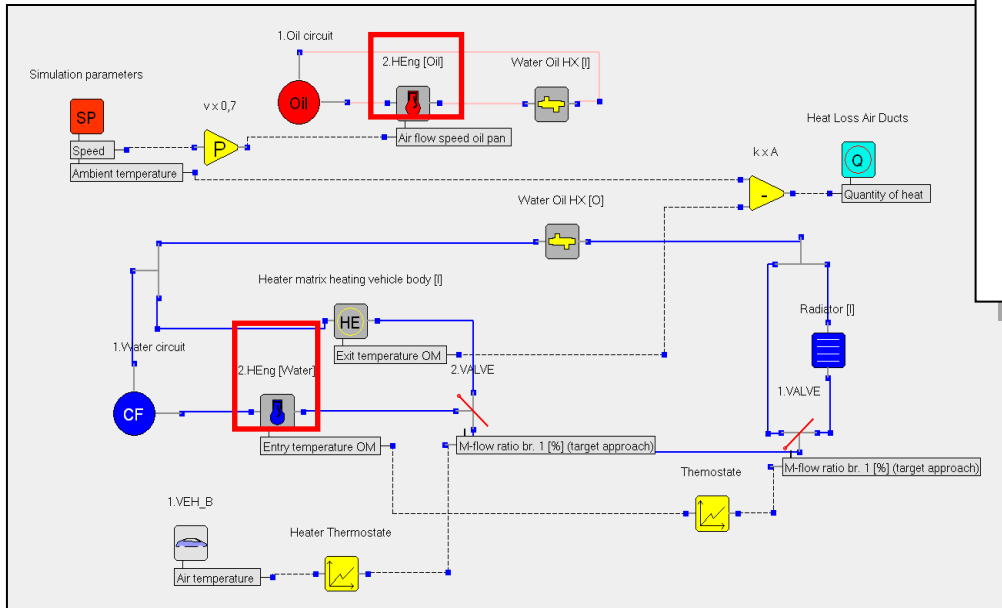 1.Oil circuit
2.HEng [Oil]
Water Oil HX [I]
Simulation parameters
Oil
Heat Loss Air Ducts
v x 0,7
SP
Air flow speed oil pan
k x A
P
Speed
Q
Ambient temperature
-
Quantity of heat
Water Oil HX [O]
Heater matrix heating vehicle body [I]
Radiator [I]
HE
1.Water circuit
Exit temperature OM
2.HEng [Water]
2.VALVE
1.VALVE
CF
Entry temperature OM
M-flow ratio br. 1 [%] (target approach)
M-flow ratio br. 1 [%] (target approach)
Thermostate
1.VEH_B
Heater Thermostate
Air temperature